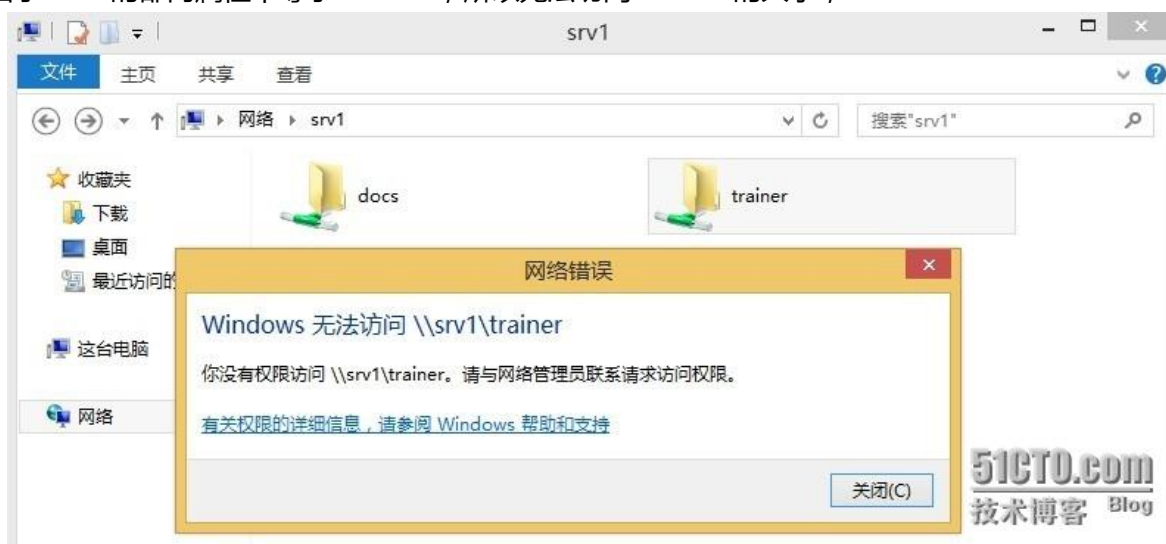 srv1
文件 主页 共享 查看
网络 srv1 搜索"srv1"
收藏夹
下载
桌面
最近访问的
这台电脑
网络
docs
trainer
网络错误
Windows 无法访问 \\srv1\trainer
你没有权限访问 \\srv1\trainer。请与网络管理员联系请求访问权限。
有关权限的详细信息，请参阅 Windows 帮助和支持
关闭(C)
51CTO.com
技术博客 Blog